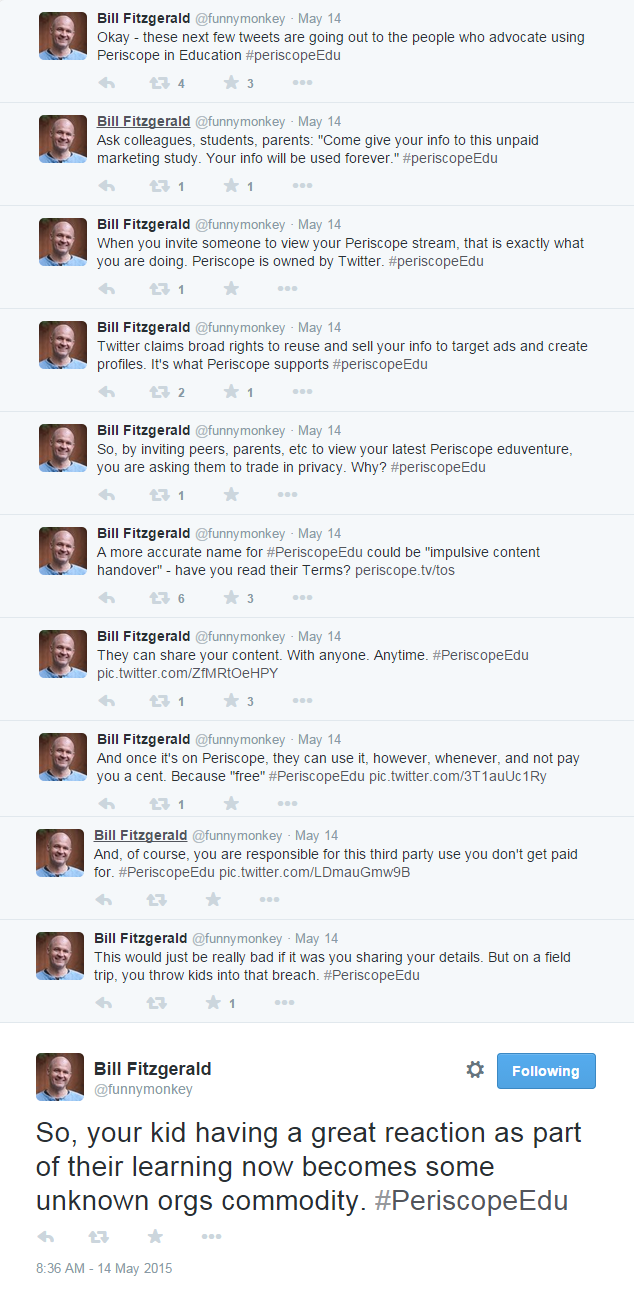 Bill Fitzgerald @funnymonkey · May 14
Okay - these next few tweets are going out to the people who advocate using
Periscope in Education #periscopeEdu
4 3
Bill Fitzgerald @funnymonkey · May 14
Ask colleagues, students, parents: "Come give your info to this unpaid
marketing study. Your info will be used forever." #periscopeEdu
1 1
Bill Fitzgerald @funnymonkey · May 14
When you invite someone to view your Periscope stream, that is exactly what
you are doing. Periscope is owned by Twitter. #periscopeEdu
1
Bill Fitzgerald @funnymonkey · May 14
Twitter claims broad rights to reuse and sell your info to target ads and create
profiles. It's what Periscope supports #periscopeEdu
2 1
Bill Fitzgerald @funnymonkey · May 14
So, by inviting peers, parents, etc to view your latest Periscope eduventure,
you are asking them to trade in privacy. Why? #periscopeEdu
1
Bill Fitzgerald @funnymonkey · May 14
A more accurate name for #PeriscopeEdu could be "impulsive content
handover" - have you read their Terms? periscope.tv/tos
6 3
Bill Fitzgerald @funnymonkey · May 14
They can share your content. With anyone. Anytime. #PeriscopeEdu
pic.twitter.com/ZfMRtOeHPY
1 3
Bill Fitzgerald @funnymonkey · May 14
And once it's on Periscope, they can use it, however, whenever, and not pay
you a cent. Because "free" #PeriscopeEdu pic.twitter.com/3T1auUc1Ry
1
Bill Fitzgerald @funnymonkey · May 14
And, of course, you are responsible for this third party use you don't get paid
for. #PeriscopeEdu pic.twitter.com/LDmauGmw9B
Bill Fitzgerald @funnymonkey · May 14
This would just be really bad if it was you sharing your details. But on a field
trip, you throw kids into that breach. #PeriscopeEdu
1
Bill Fitzgerald
@funnymonkey
Following
So, your kid having a great reaction as part
of their learning now becomes some
unknown orgs commodity. #PeriscopeEdu
8:36 AM - 14 May 2015